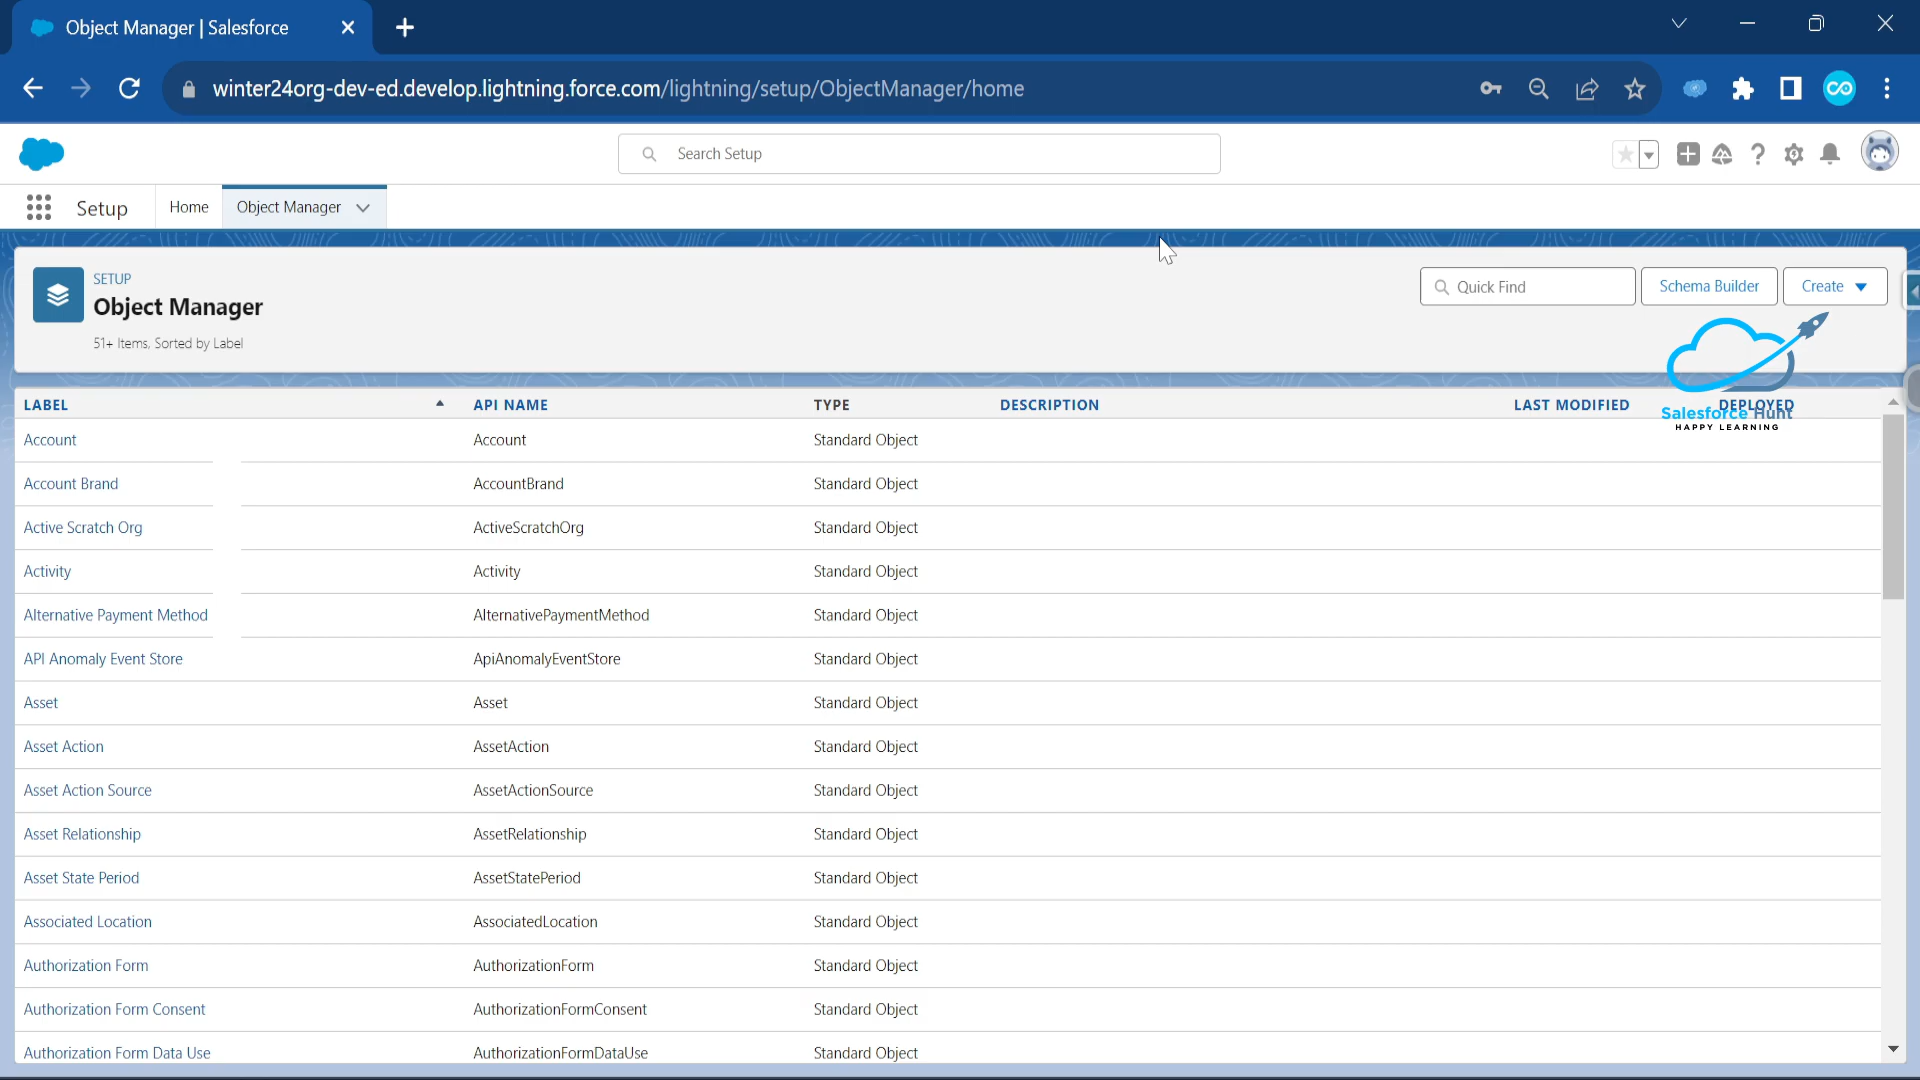 Object Manager | Salesforce
winter24org-dev-ed.develop.lightning.force.com/lightning/setup/ObjectManager/home
Search Setup
Setup Home Object Manager
SETUP
Object Manager
51+ Items, Sorted by Label
Quick Find Schema Builder Create
LABEL API NAME TYPE DESCRIPTION LAST MODIFIED DEPLOYED
Salesforce Hunt
HAPPY LEARNING
Account Account Standard Object
Account Brand AccountBrand Standard Object
Active Scratch Org ActiveScratchOrg Standard Object
Activity Activity Standard Object
Alternative Payment Method AlternativePaymentMethod Standard Object
API Anomaly Event Store ApiAnomalyEventStore Standard Object
Asset Asset Standard Object
Asset Action AssetAction Standard Object
Asset Action Source AssetActionSource Standard Object
Asset Relationship AssetRelationship Standard Object
Asset State Period AssetStatePeriod Standard Object
Associated Location AssociatedLocation Standard Object
Authorization Form AuthorizationForm Standard Object
Authorization Form Consent AuthorizationFormConsent Standard Object
Authorization Form Data Use AuthorizationFormDataUse Standard Object